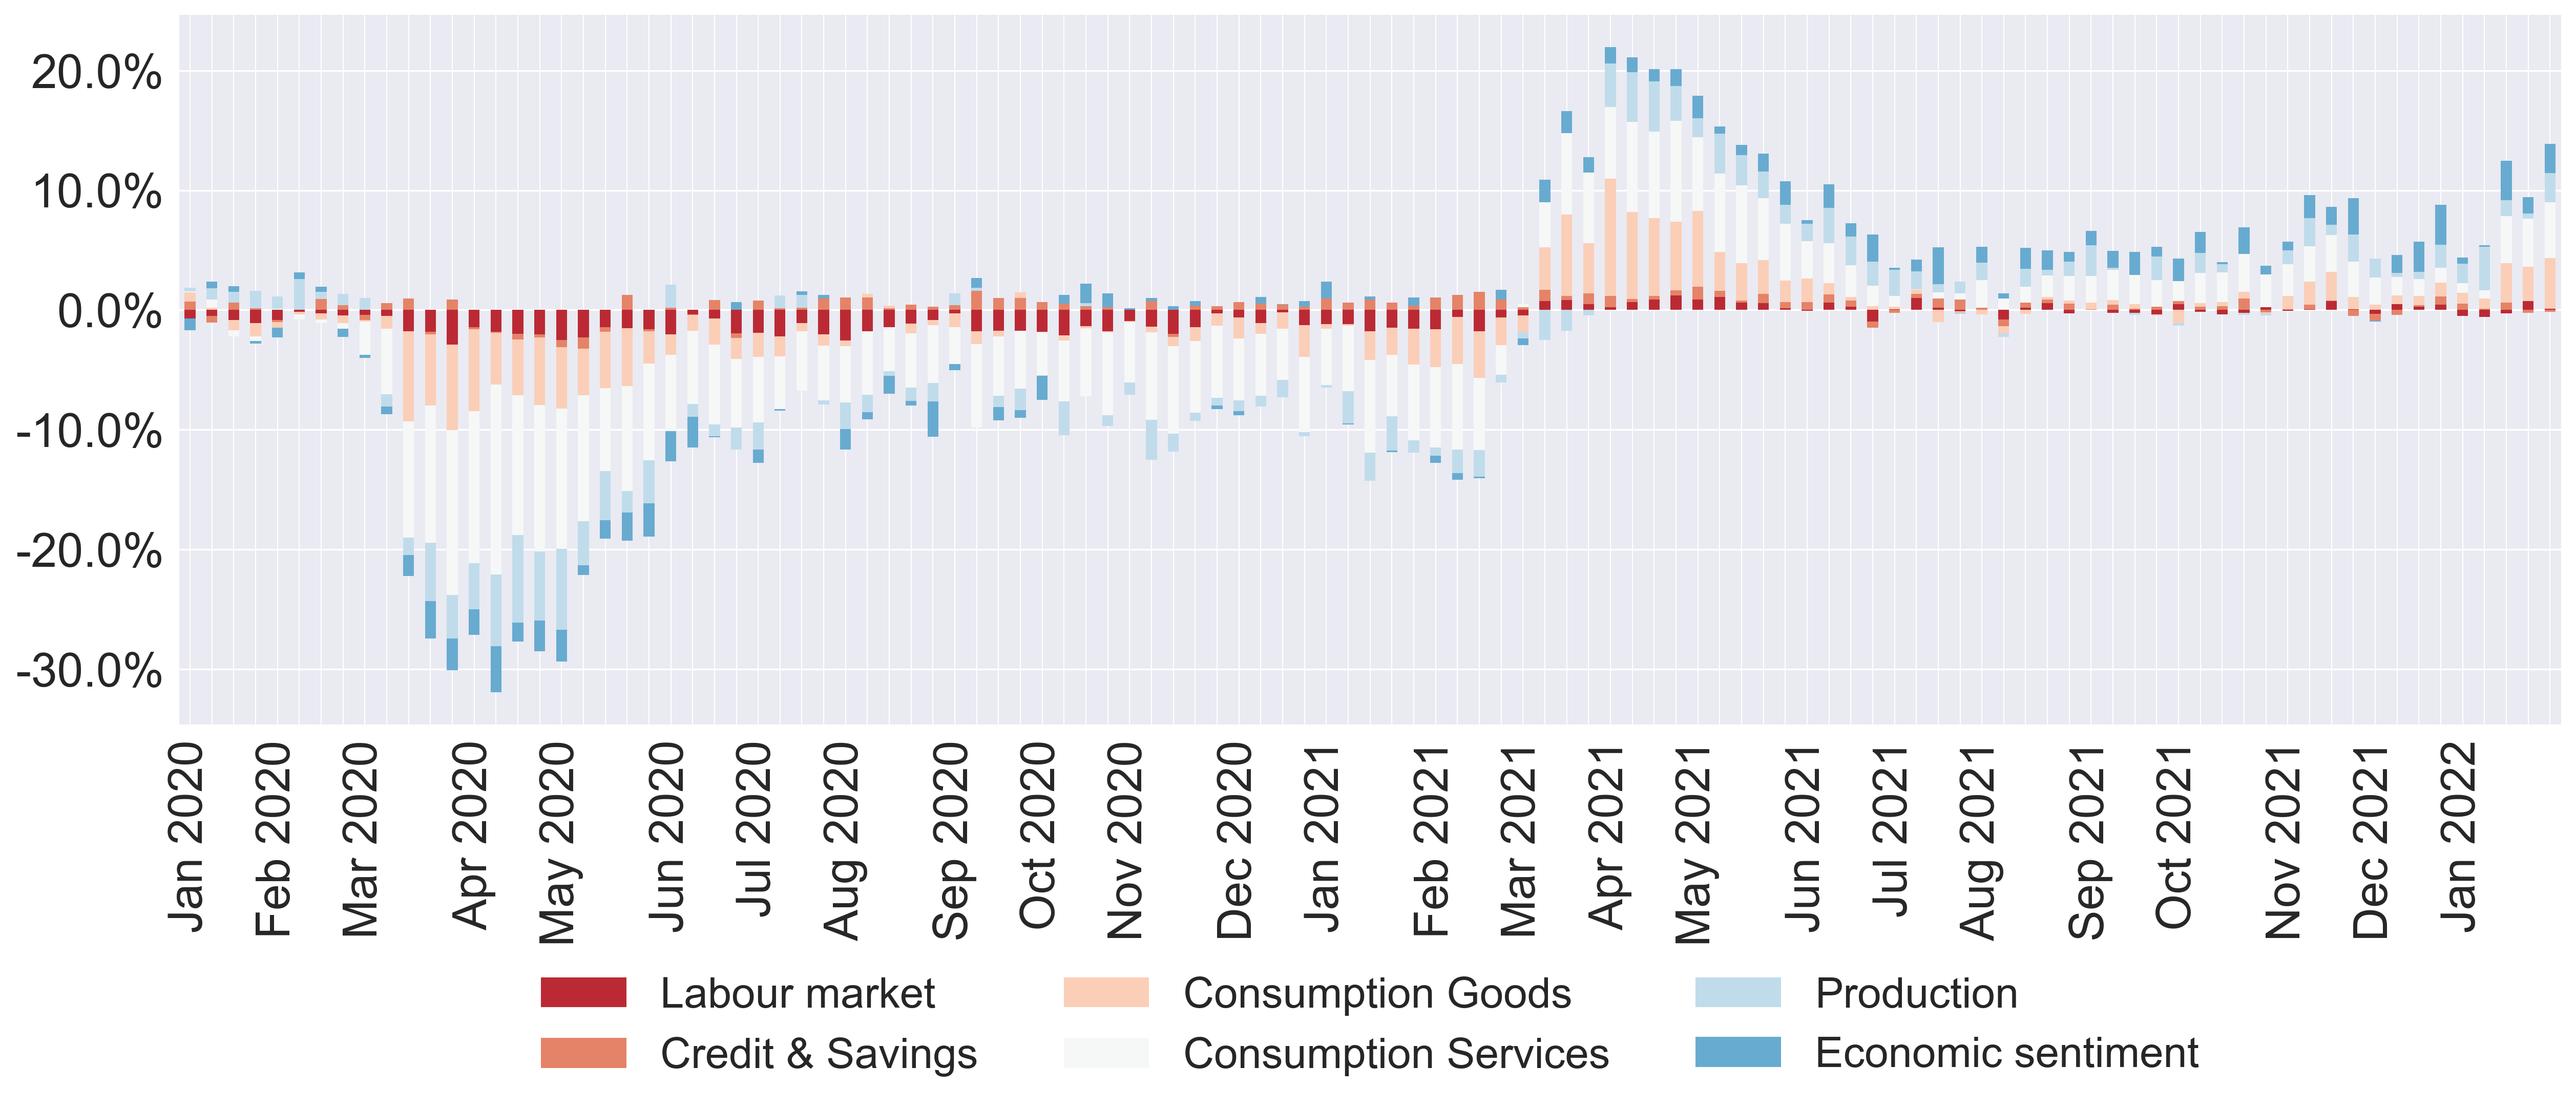 20.0%
10.0%
0.0%
-10.0%
-20.0%
-30.0%
Jan 2020
Feb 2020
Mar 2020
Apr 2020
May 2020
Jun 2020
Jul 2020
Aug 2020
Sep 2020
Oct 2020
Nov 2020
Dec 2020
Jan 2021
Feb 2021
Mar 2021
Apr 2021
May 2021
Jun 2021
Jul 2021
Aug 2021
Sep 2021
Oct 2021
Nov 2021
Dec 2021
Jan 2022
Labour market
Consumption Goods
Production
Credit & Savings
Consumption Services
Economic sentiment